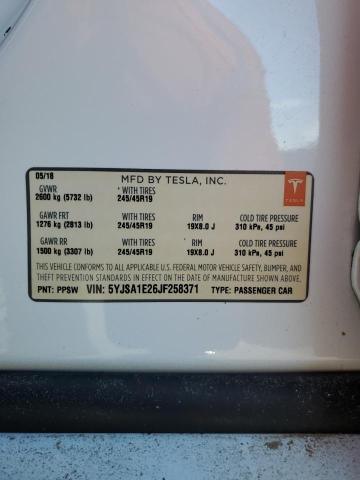 05/18 MFD BY TESLA, INC.
GVWR * WITH TIRES
2600 kg (5732 lb) 245/45R19
TESLA
GAWR FRT * WITH TIRES RIM COLD TIRE PRESSURE
1276 kg (2813 lb) 245/45R19 19X8.0 J 310 kPa, 45 psi
GAWR RR * WITH TIRES RIM COLD TIRE PRESSURE
1500 kg (3307 lb) 245/45R19 19X8.0 J 310 kPa, 45 psi
THIS VEHICLE CONFORMS TO ALL APPLICABLE U.S. FEDERAL MOTOR VEHICLE SAFETY, BUMPER, AND
THEFT PREVENTION STANDARDS IN EFFECT ON THE DATE OF MANUFACTURE SHOWN ABOVE.
PNT: PPSW VIN: 5YJSA1E26JF258371 TYPE: PASSENGER CAR